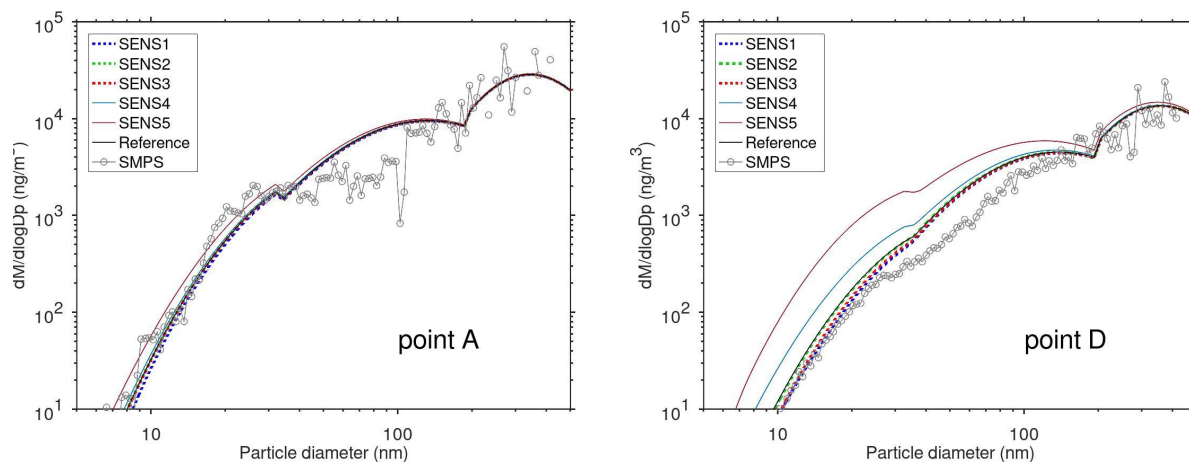 10^5
10^4
10^3
10^2
10^1
dM/dlogDp (ng/m^-)
SENS1
SENS2
SENS3
SENS4
SENS5
Reference
SMPS
point A
10
100
Particle diameter (nm)
10^5
10^4
10^3
10^2
10^1
dM/dlogDp (ng/m^3)
SENS1
SENS2
SENS3
SENS4
SENS5
Reference
SMPS
point D
10
100
Particle diameter (nm)